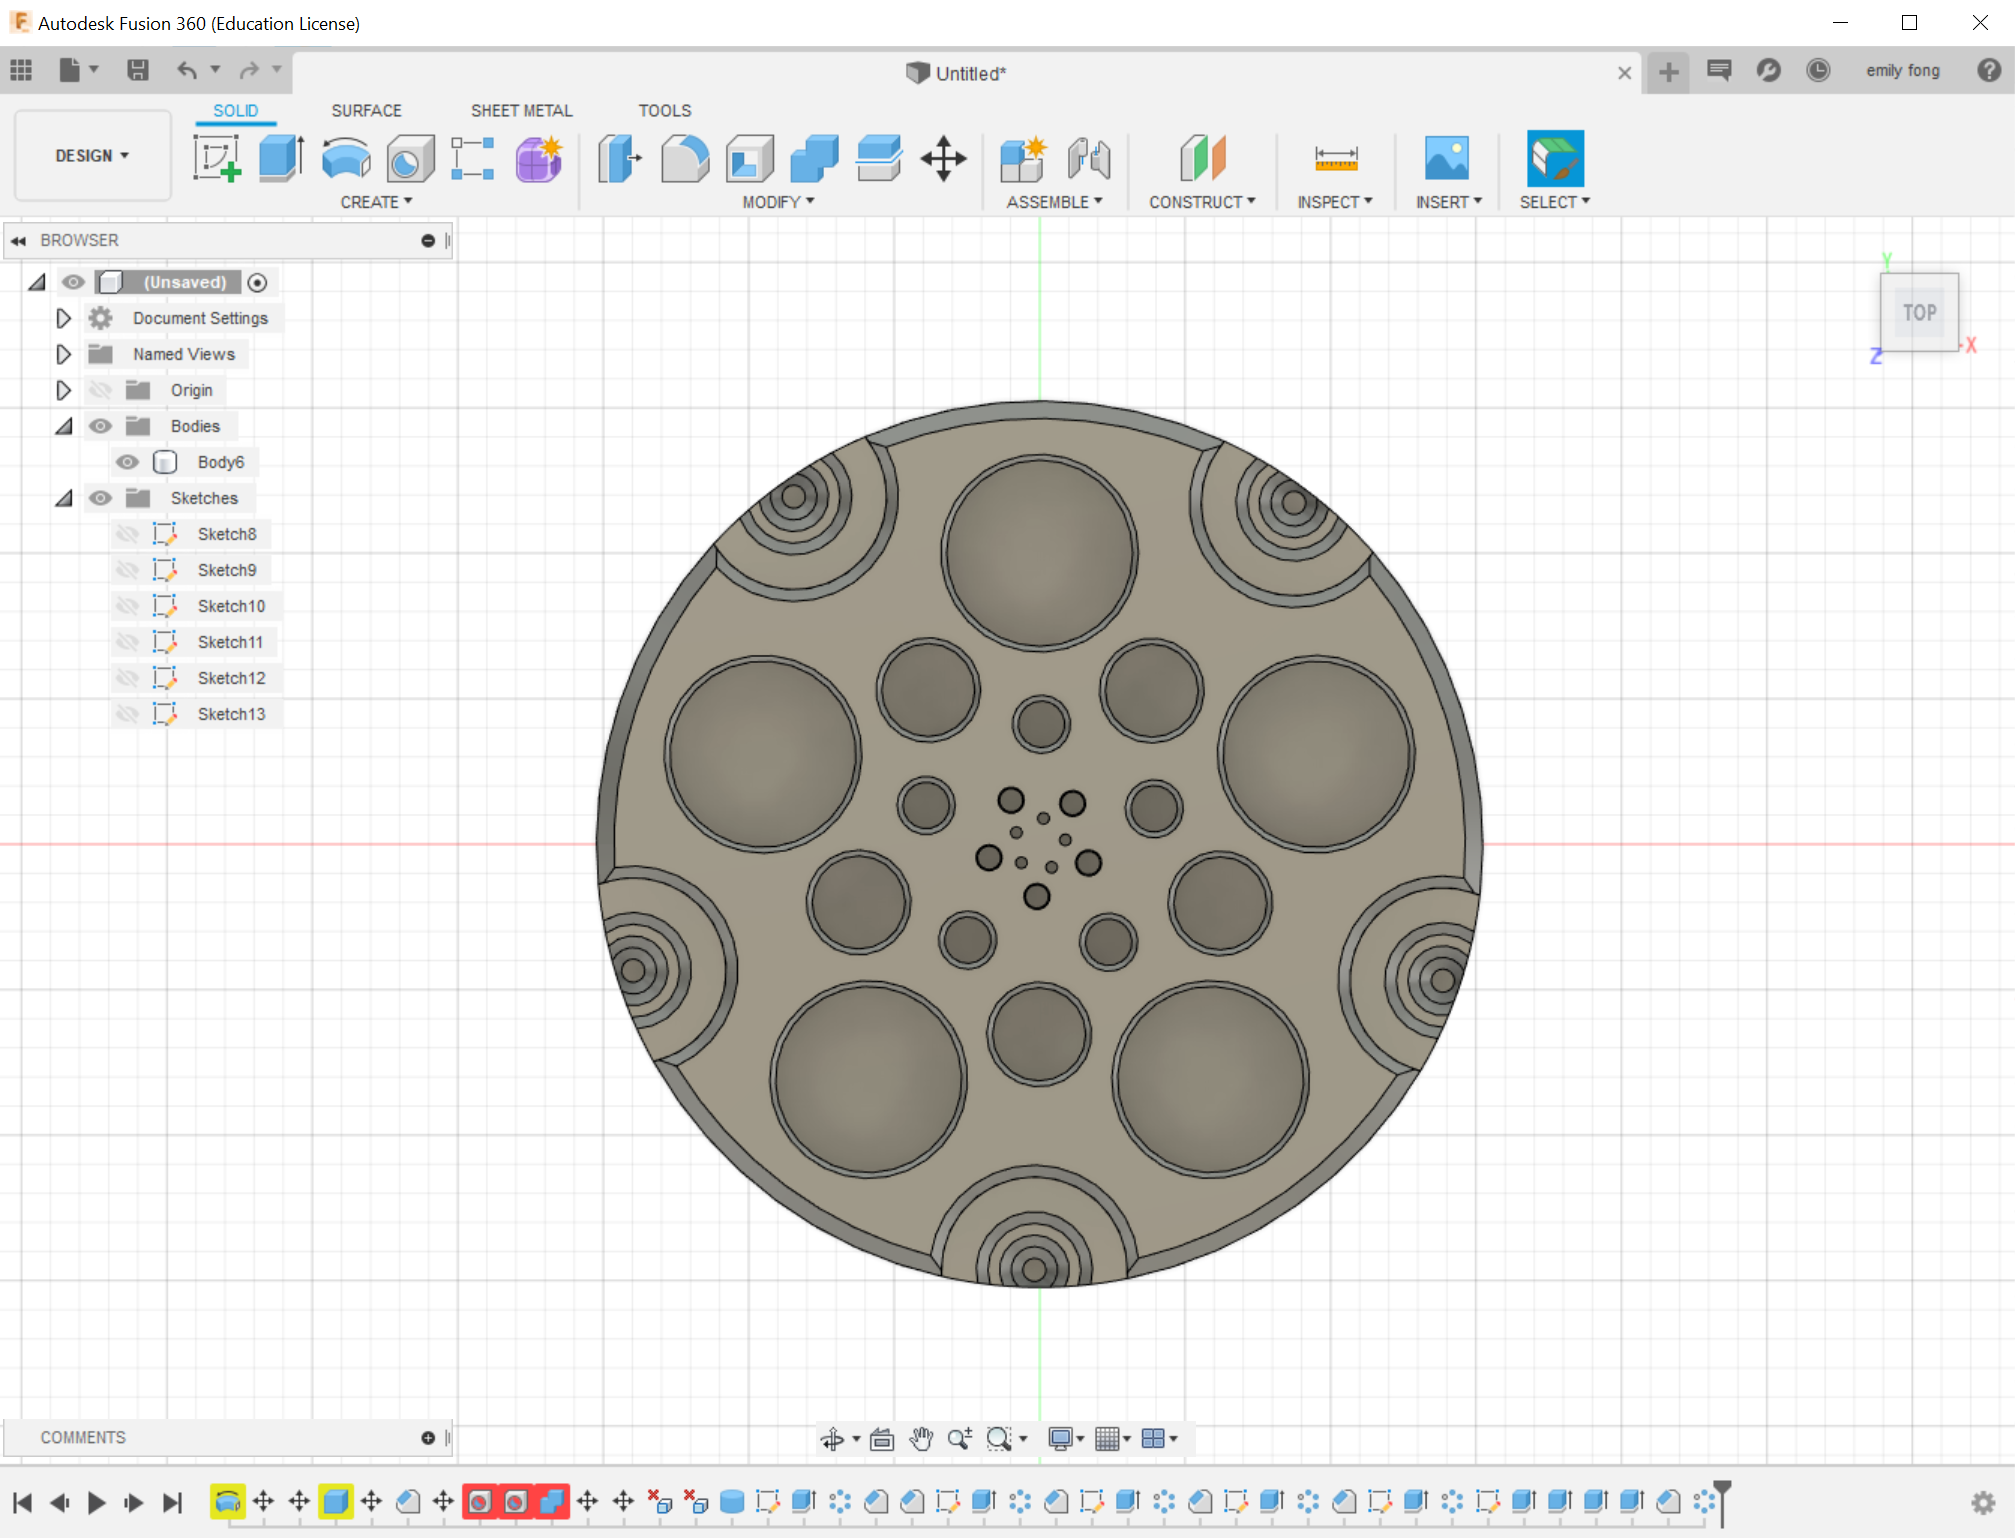 Autodesk Fusion 360 (Education License)
Untitled*
emily fong
SOLID
SURFACE
SHEET METAL
TOOLS
DESIGN
CREATE
MODIFY
ASSEMBLE
CONSTRUCT
INSPECT
INSERT
SELECT
BROWSER
(Unsaved)
Document Settings
Named Views
Origin
Bodies
Body6
Sketches
Sketch8
Sketch9
Sketch10
Sketch11
Sketch12
Sketch13
Y
TOP
X
Z
COMMENTS